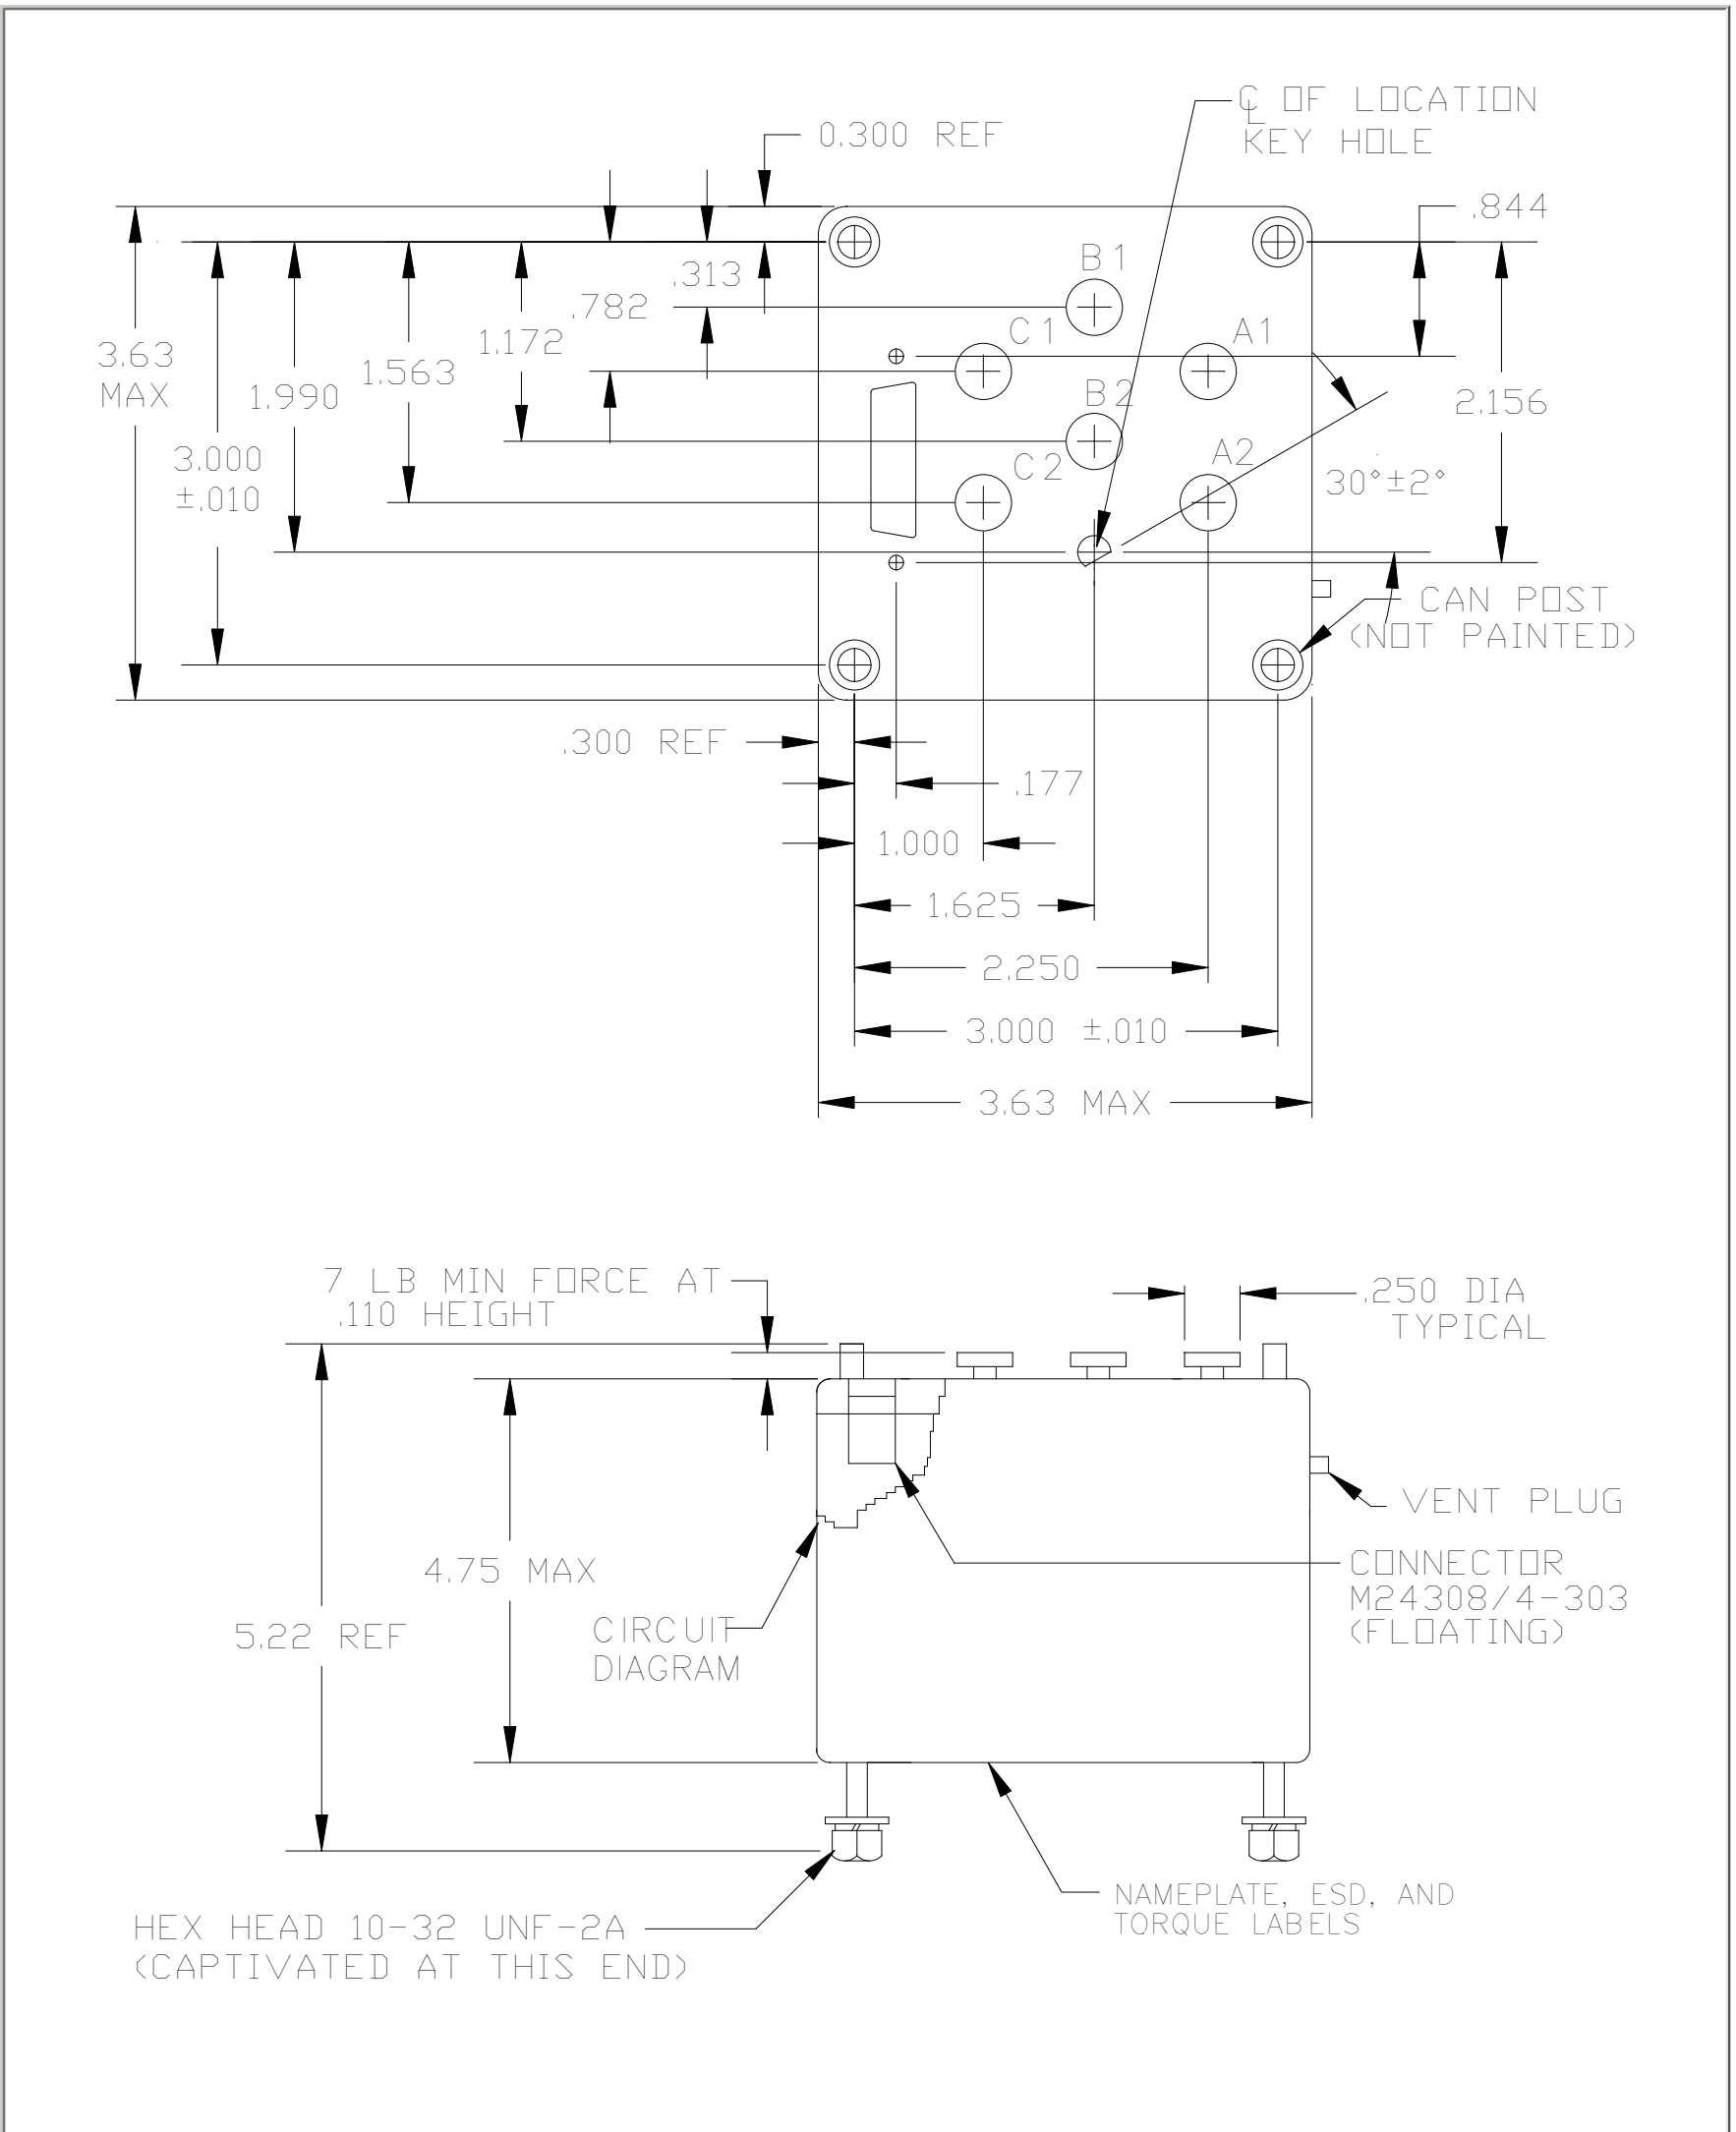 ℄ OF LOCATION
KEY HOLE
0.300 REF
.844
B1
.313
.782
C1
A1
1.172
3.63
MAX
1.563
1.990
B2
2.156
3.000
±.010
C2
A2
30°±2°
CAN POST
(NOT PAINTED)
.300 REF
.177
1.000
1.625
2.250
3.000 ±.010
3.63 MAX
7 LB MIN FORCE AT
.110 HEIGHT
.250 DIA
TYPICAL
VENT PLUG
4.75 MAX
CONNECTOR
M24308/4-303
(FLOATING)
5.22 REF
CIRCUIT
DIAGRAM
NAMEPLATE, ESD, AND
TORQUE LABELS
HEX HEAD 10-32 UNF-2A
(CAPTIVATED AT THIS END)